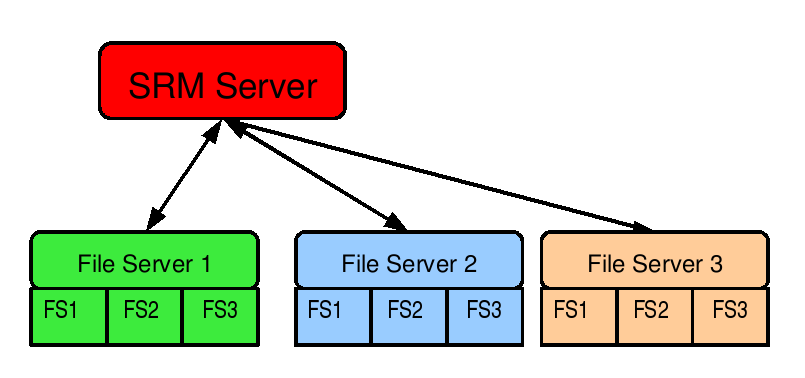 SRM Server
File Server 1
File Server 2
File Server 3
FS1 FS2 FS3
FS1 FS2 FS3
FS1 FS2 FS3